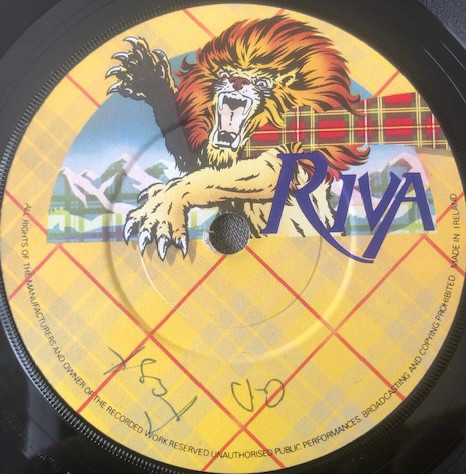 RIVA
ALL RIGHTS OF THE MANUFACTURERS AND OWNER OF THE RECORDED WORK RESERVED. UNAUTHORISED PUBLIC PERFORMANCES, BROADCASTING AND COPYING PROHIBITED. MADE IN IRELAND